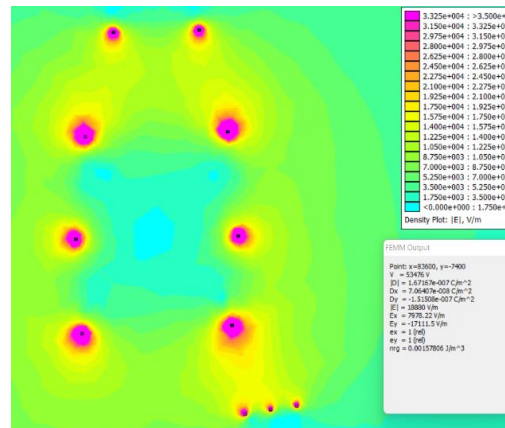 3.325e+004 : >3.500e+0
3.150e+004 : 3.325e+0
2.975e+004 : 3.150e+0
2.800e+004 : 2.975e+0
2.625e+004 : 2.800e+0
2.450e+004 : 2.625e+0
2.275e+004 : 2.450e+0
2.100e+004 : 2.275e+0
1.925e+004 : 2.100e+0
1.750e+004 : 1.925e+0
1.575e+004 : 1.750e+0
1.400e+004 : 1.575e+0
1.225e+004 : 1.400e+0
1.050e+004 : 1.225e+0
8.750e+003 : 1.050e+0
7.000e+003 : 8.750e+0
5.250e+003 : 7.000e+0
3.500e+003 : 5.250e+0
1.750e+003 : 3.500e+0
<0.000e+000 : 1.750e+
Density Plot: |E|, V/m
FEMM Output
Point: x=83600, y=-7400
V = 53476 V
|D| = 1.67167e-007 C/m^2
Dx = 7.06407e-008 C/m^2
Dy = -1.51508e-007 C/m^2
|E| = 18880 V/m
Ex = 7978.22 V/m
Ey = -17111.5 V/m
ex = 1 (rel)
ey = 1 (rel)
nrg = 0.00157806 J/m^3